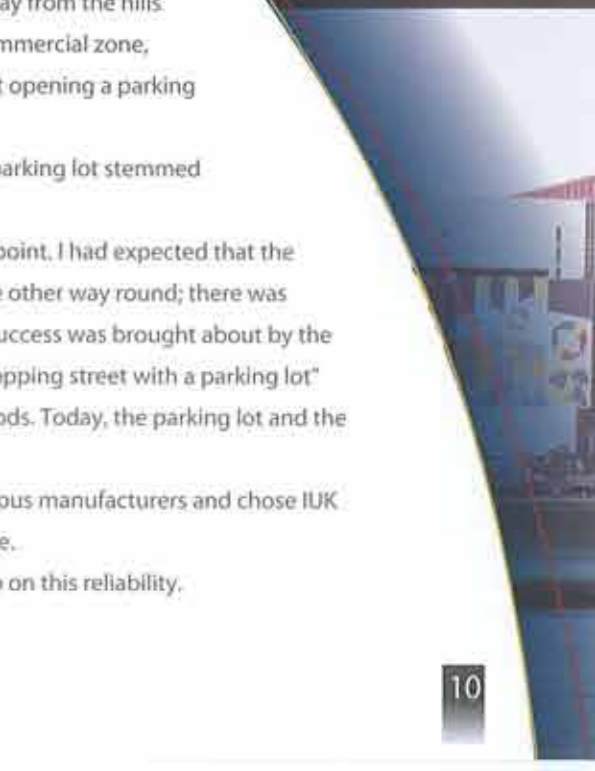 ay from the hills
mmercial zone,
t opening a parking
parking lot stemmed
point. I had expected that the
e other way round; there was
uccess was brought about by the
opping street with a parking lot"
ods. Today, the parking lot and the
ous manufacturers and chose IUK
e.
o on this reliability.
10